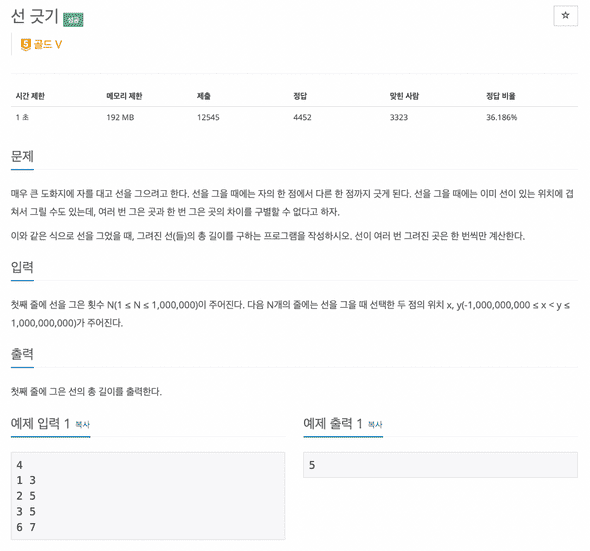 선 긋기 성공
5 골드 V
시간 제한 메모리 제한 제출 정답 맞힌 사람 정답 비율
1 초 192 MB 12545 4452 3323 36.186%
문제
매우 큰 도화지에 자를 대고 선을 그으려고 한다. 선을 그을 때에는 자의 한 점에서 다른 한 점까지 긋게 된다. 선을 그을 때에는 이미 선이 있는 위치에 겹
쳐서 그릴 수도 있는데, 여러 번 그은 곳과 한 번 그은 곳의 차이를 구별할 수 없다고 하자.
이와 같은 식으로 선을 그었을 때, 그려진 선(들)의 총 길이를 구하는 프로그램을 작성하시오. 선이 여러 번 그려진 곳은 한 번씩만 계산한다.
입력
첫째 줄에 선을 그은 횟수 N(1 ≤ N ≤ 1,000,000)이 주어진다. 다음 N개의 줄에는 선을 그을 때 선택한 두 점의 위치 x, y(-1,000,000,000 ≤ x < y ≤
1,000,000,000)가 주어진다.
출력
첫째 줄에 그은 선의 총 길이를 출력한다.
예제 입력 1 복사
4
1 3
2 5
3 5
6 7
예제 출력 1 복사
5